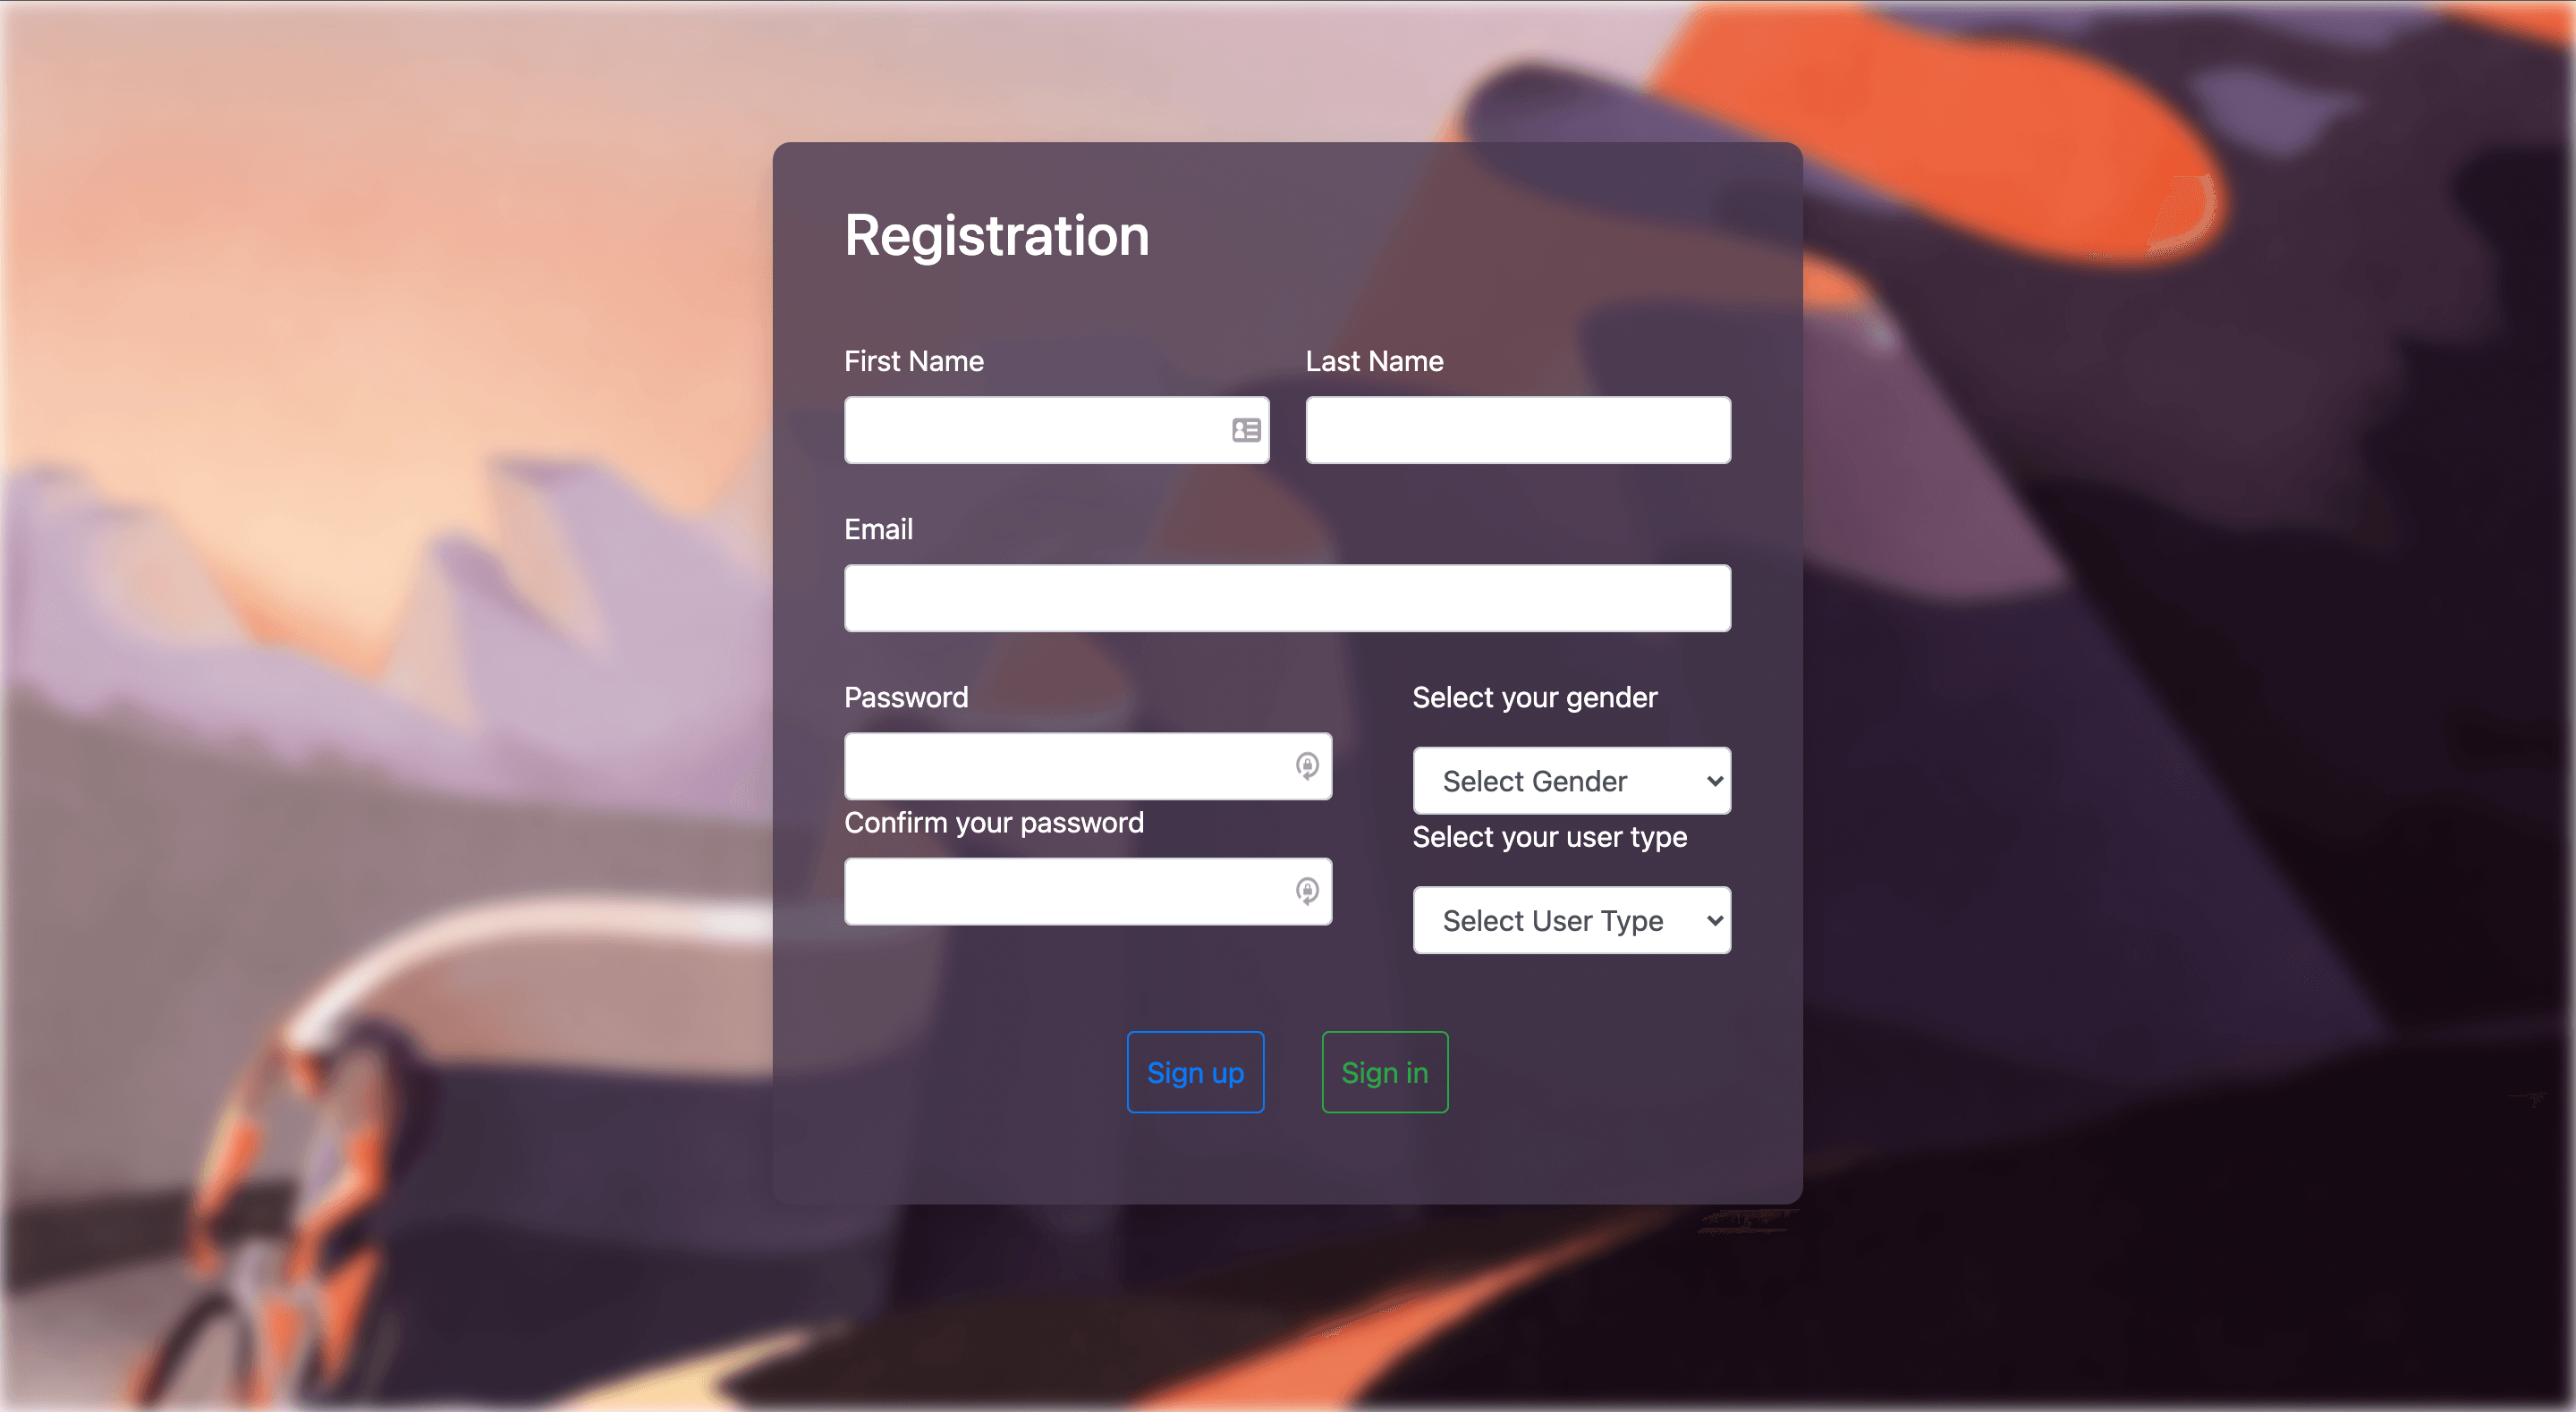 Registration
First Name Last Name
Email
Password Select your gender
Select Gender
Confirm your password Select your user type
Select User Type
Sign up Sign in